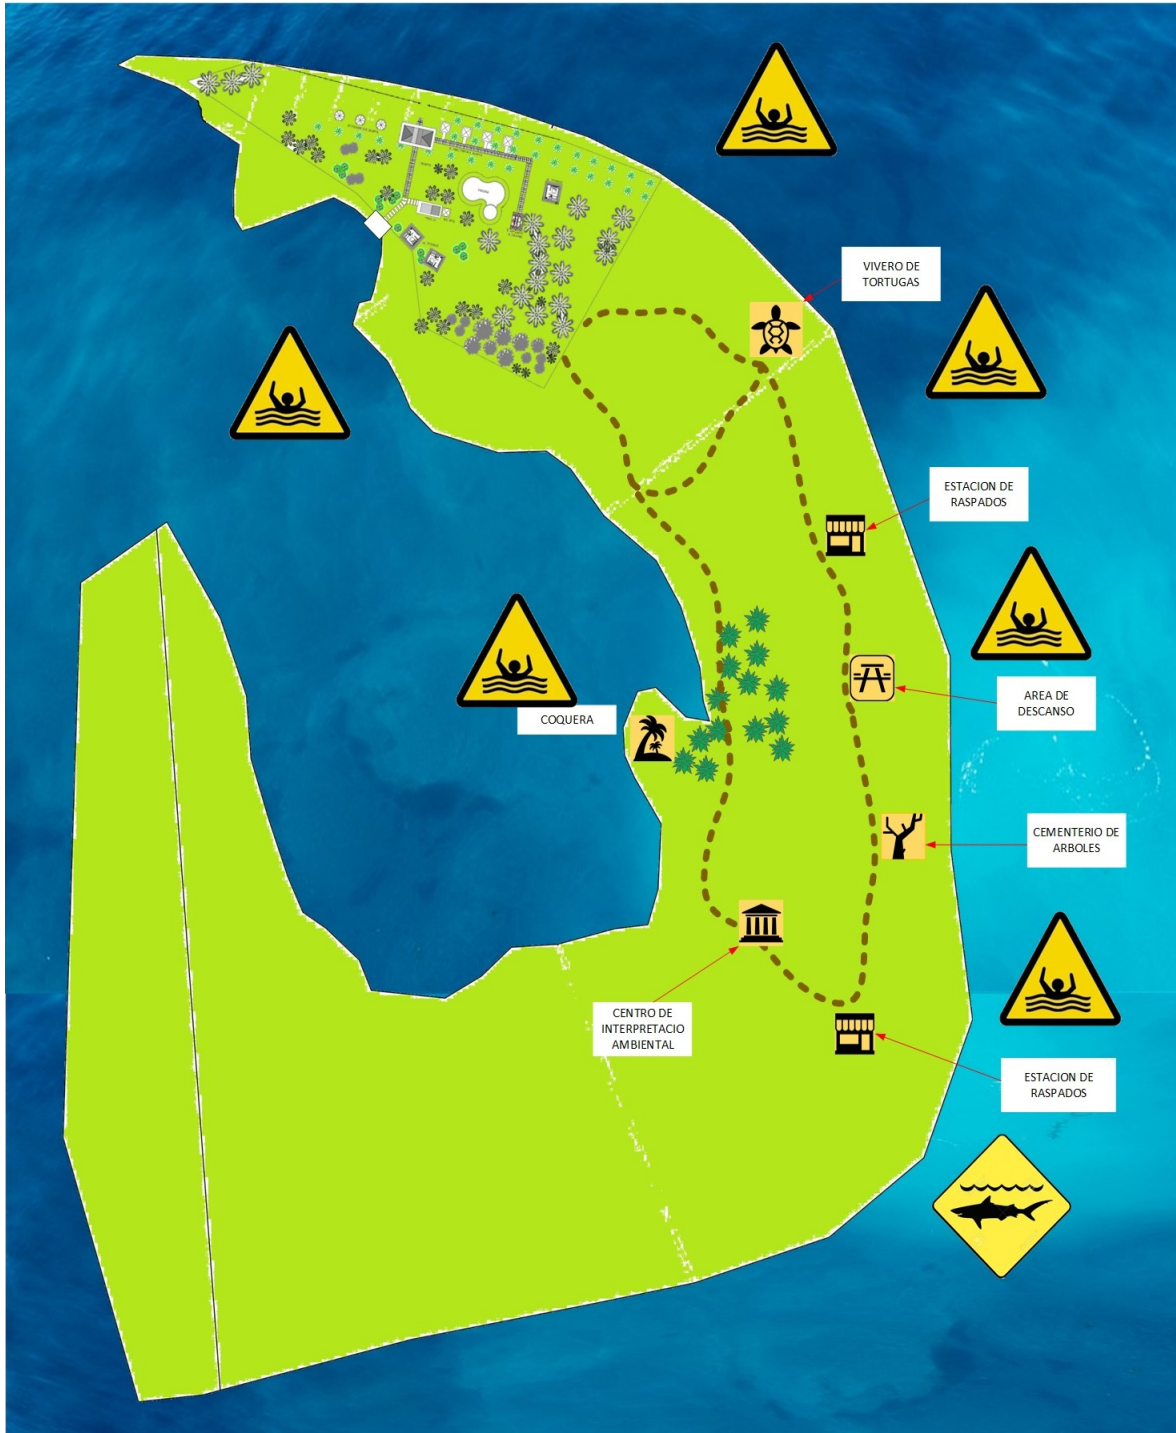 VIVERO DE
TORTUGAS
ESTACION DE
RASPADOS
AREA DE
DESCANSO
COQUERA
CEMENTERIO DE
ARBOLES
CENTRO DE
INTERPRETACIO
AMBIENTAL
ESTACION DE
RASPADOS